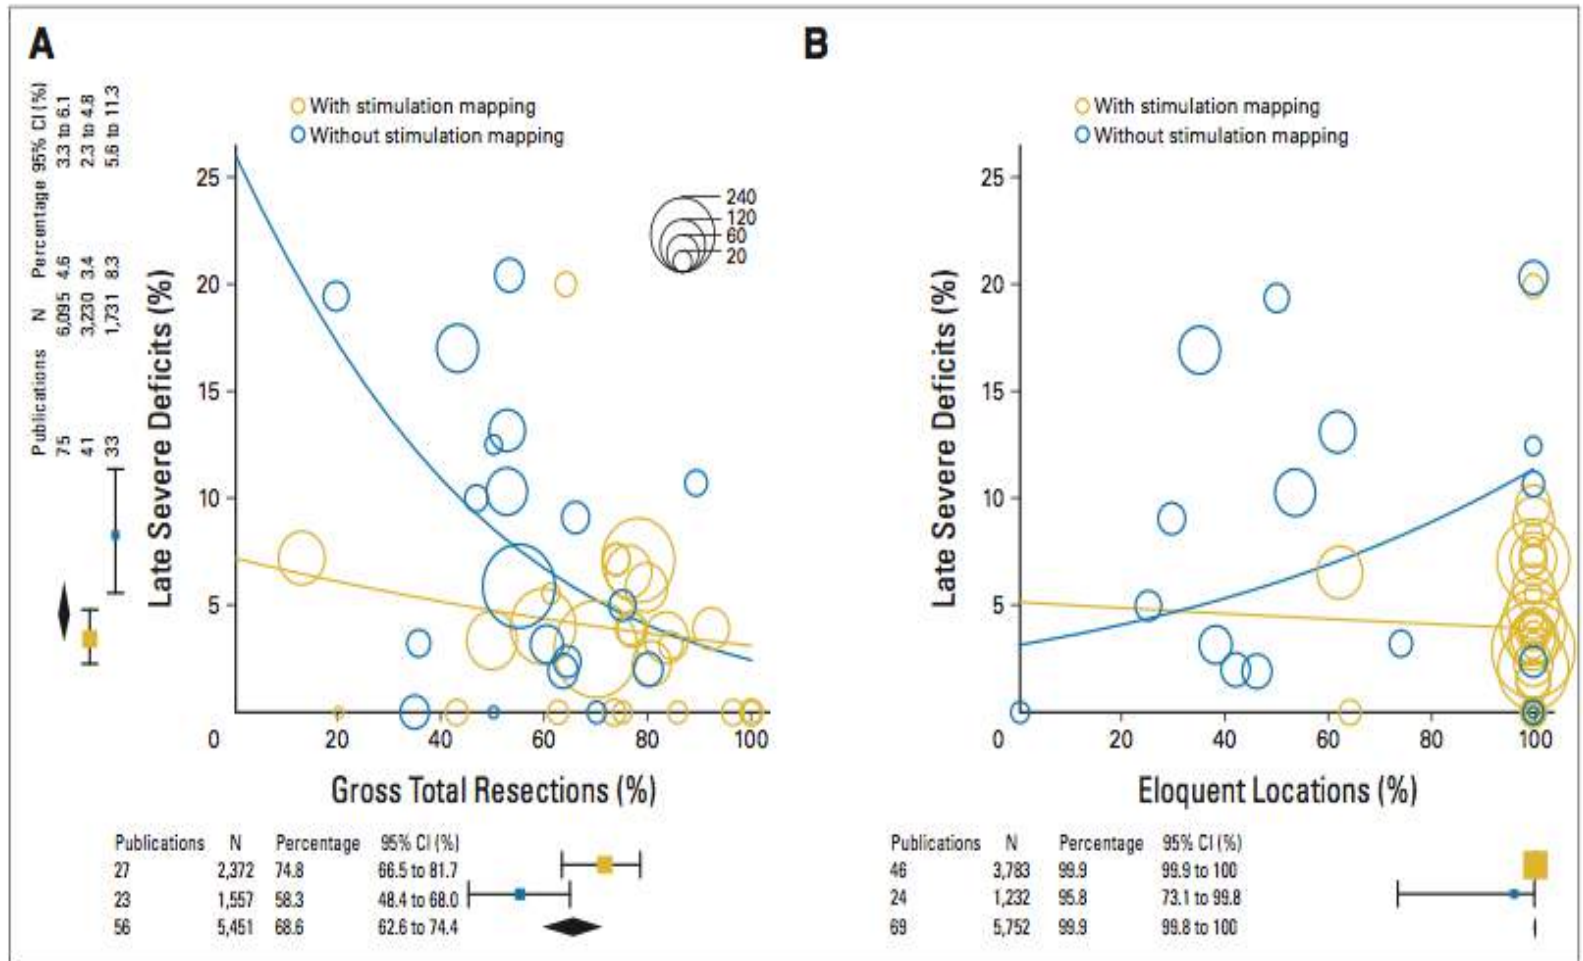 A
Publications N Percentage 95% CI (%)
75 6,095 4.6 3.3 to 6.1
41 3,230 3.4 2.3 to 4.8
33 1,731 8.3 5.6 to 11.3
With stimulation mapping
Without stimulation mapping
240
120
60
20
Late Severe Deficits (%)
25
20
15
10
5
0 20 40 60 80 100
Gross Total Resections (%)
Publications N Percentage 95% CI (%)
27 2,372 74.8 66.5 to 81.7
23 1,557 58.3 48.4 to 68.0
56 5,451 68.6 62.6 to 74.4
B
With stimulation mapping
Without stimulation mapping
Late Severe Deficits (%)
25
20
15
10
5
0 20 40 60 80 100
Eloquent Locations (%)
Publications N Percentage 95% CI (%)
46 3,783 99.9 99.9 to 100
24 1,232 95.8 73.1 to 99.8
69 5,752 99.9 99.8 to 100